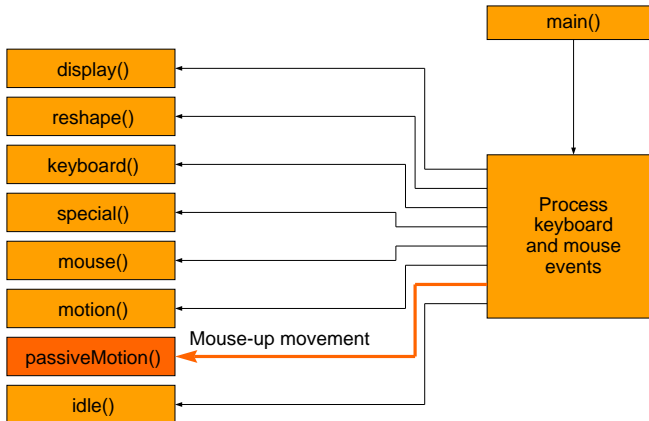 main()
display()
reshape()
keyboard()
special()
mouse()
motion()
passiveMotion()
idle()
Mouse-up movement
Process
keyboard
and mouse
events